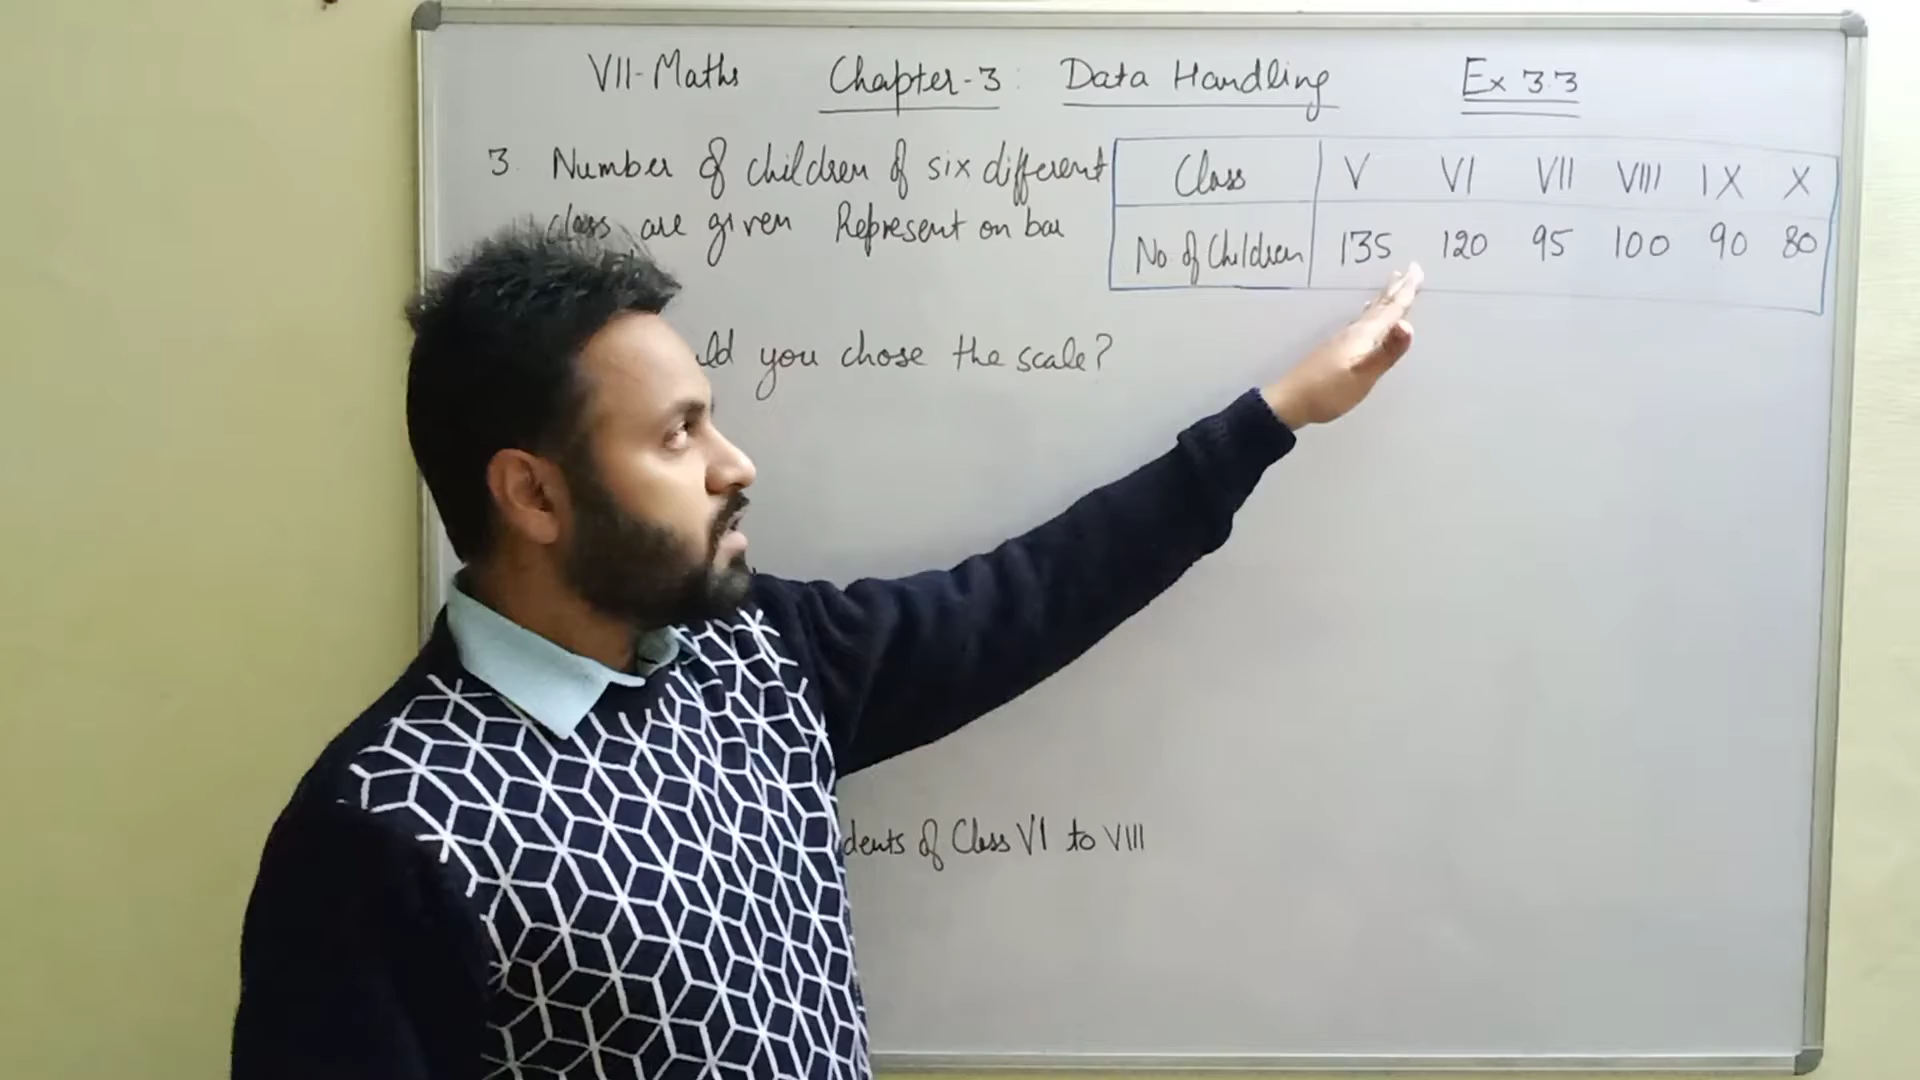 VII-Maths Chapter-3: Data Handling Ex 3.3
3. Number of children of six different
class are given Represent on bar
Class V VI VII VIII IX X
No of Children 135 120 95 100 90 80
you chose the scale?
of Class VI to VIII